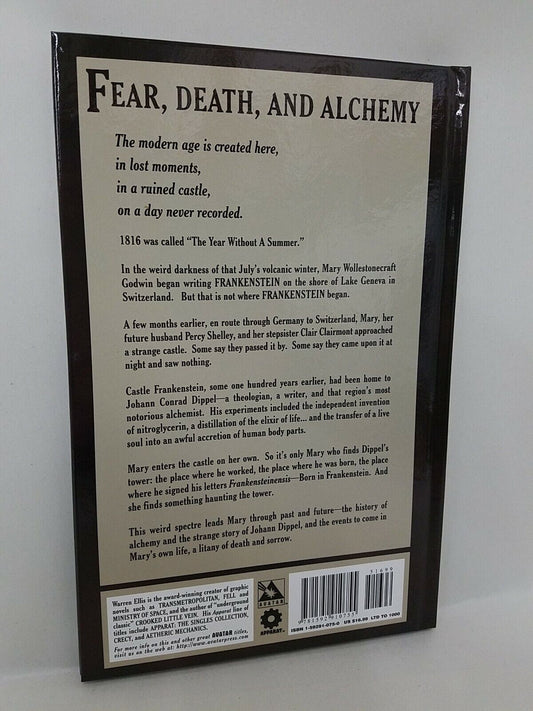 FEAR, DEATH, AND ALCHEMY
The modern age is created here,
in lost moments,
in a ruined castle,
on a day never recorded.
1816 was called “The Year Without A Summer.”
In the weird darkness of that July's volcanic winter, Mary Wollestonecraft
Godwin began writing FRANKENSTEIN on the shore of Lake Geneva in
Switzerland. But that is not where FRANKENSTEIN began.
A few months earlier, en route through Germany to Switzerland, Mary, her
future husband Percy Shelley, and her stepsister Clair Clairmont approached
a strange castle. Some say they passed it by. Some say they came upon it at
night and saw nothing.
Castle Frankenstein, some one hundred years earlier, had been home to
Johann Conrad Dippel—a theologian, a writer, and that region's most
notorious alchemist. His experiments included the independent invention
of nitroglycerin, a distillation of the elixir of life... and the transfer of a live
soul into an awful accretion of human body parts.
Mary enters the castle on her own. So it's only Mary who finds Dippel's
tower: the place where he worked, the place where he was born, the place
where he signed his letters Frankensteinensis—Born in Frankenstein. And
she finds something haunting the tower.
This weird spectre leads Mary through past and future—the history of
alchemy and the strange story of Johann Dippel, and the events to come in
Mary's own life, a litany of death and sorrow.
Warren Ellis is the award-winning creator of graphic
novels such as TRANSMETROPOLITAN, FELL and
MINISTRY OF SPACE, and the author of "underground
classic" CROOKED LITTLE VEIN. His Apparat line of
titles include APPARAT: THE SINGLES COLLECTION,
CRECY, and AETHERIC MECHANICS.
For information on this and other great AVATAR titles,
visit us on the web at http://www.avatarpress.com
AVATAR
APPARAT
51699
9781592910755
ISBN 1-59291-075-0 US $16.99 LTD TO 1000